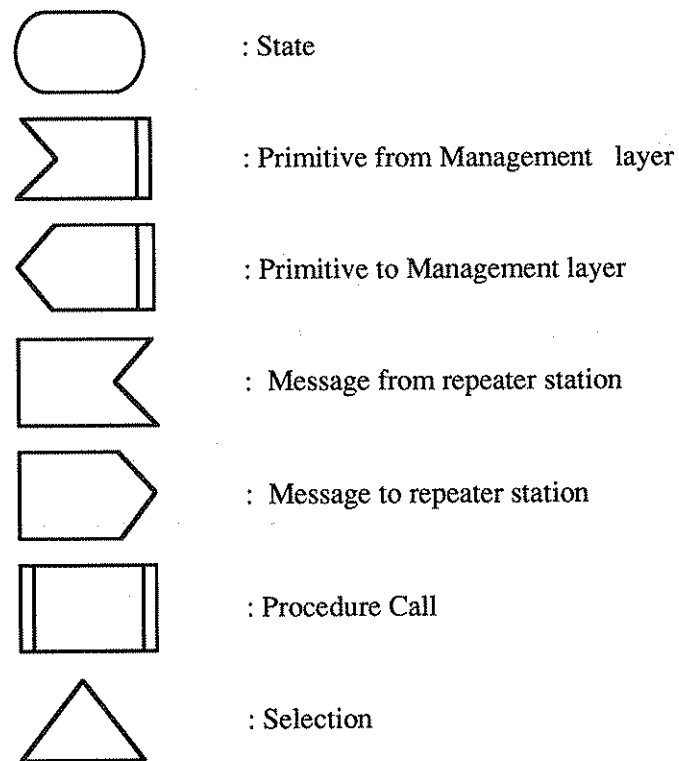 : State
: Primitive from Management layer
: Primitive to Management layer
: Message from repeater station
: Message to repeater station
: Procedure Call
: Selection